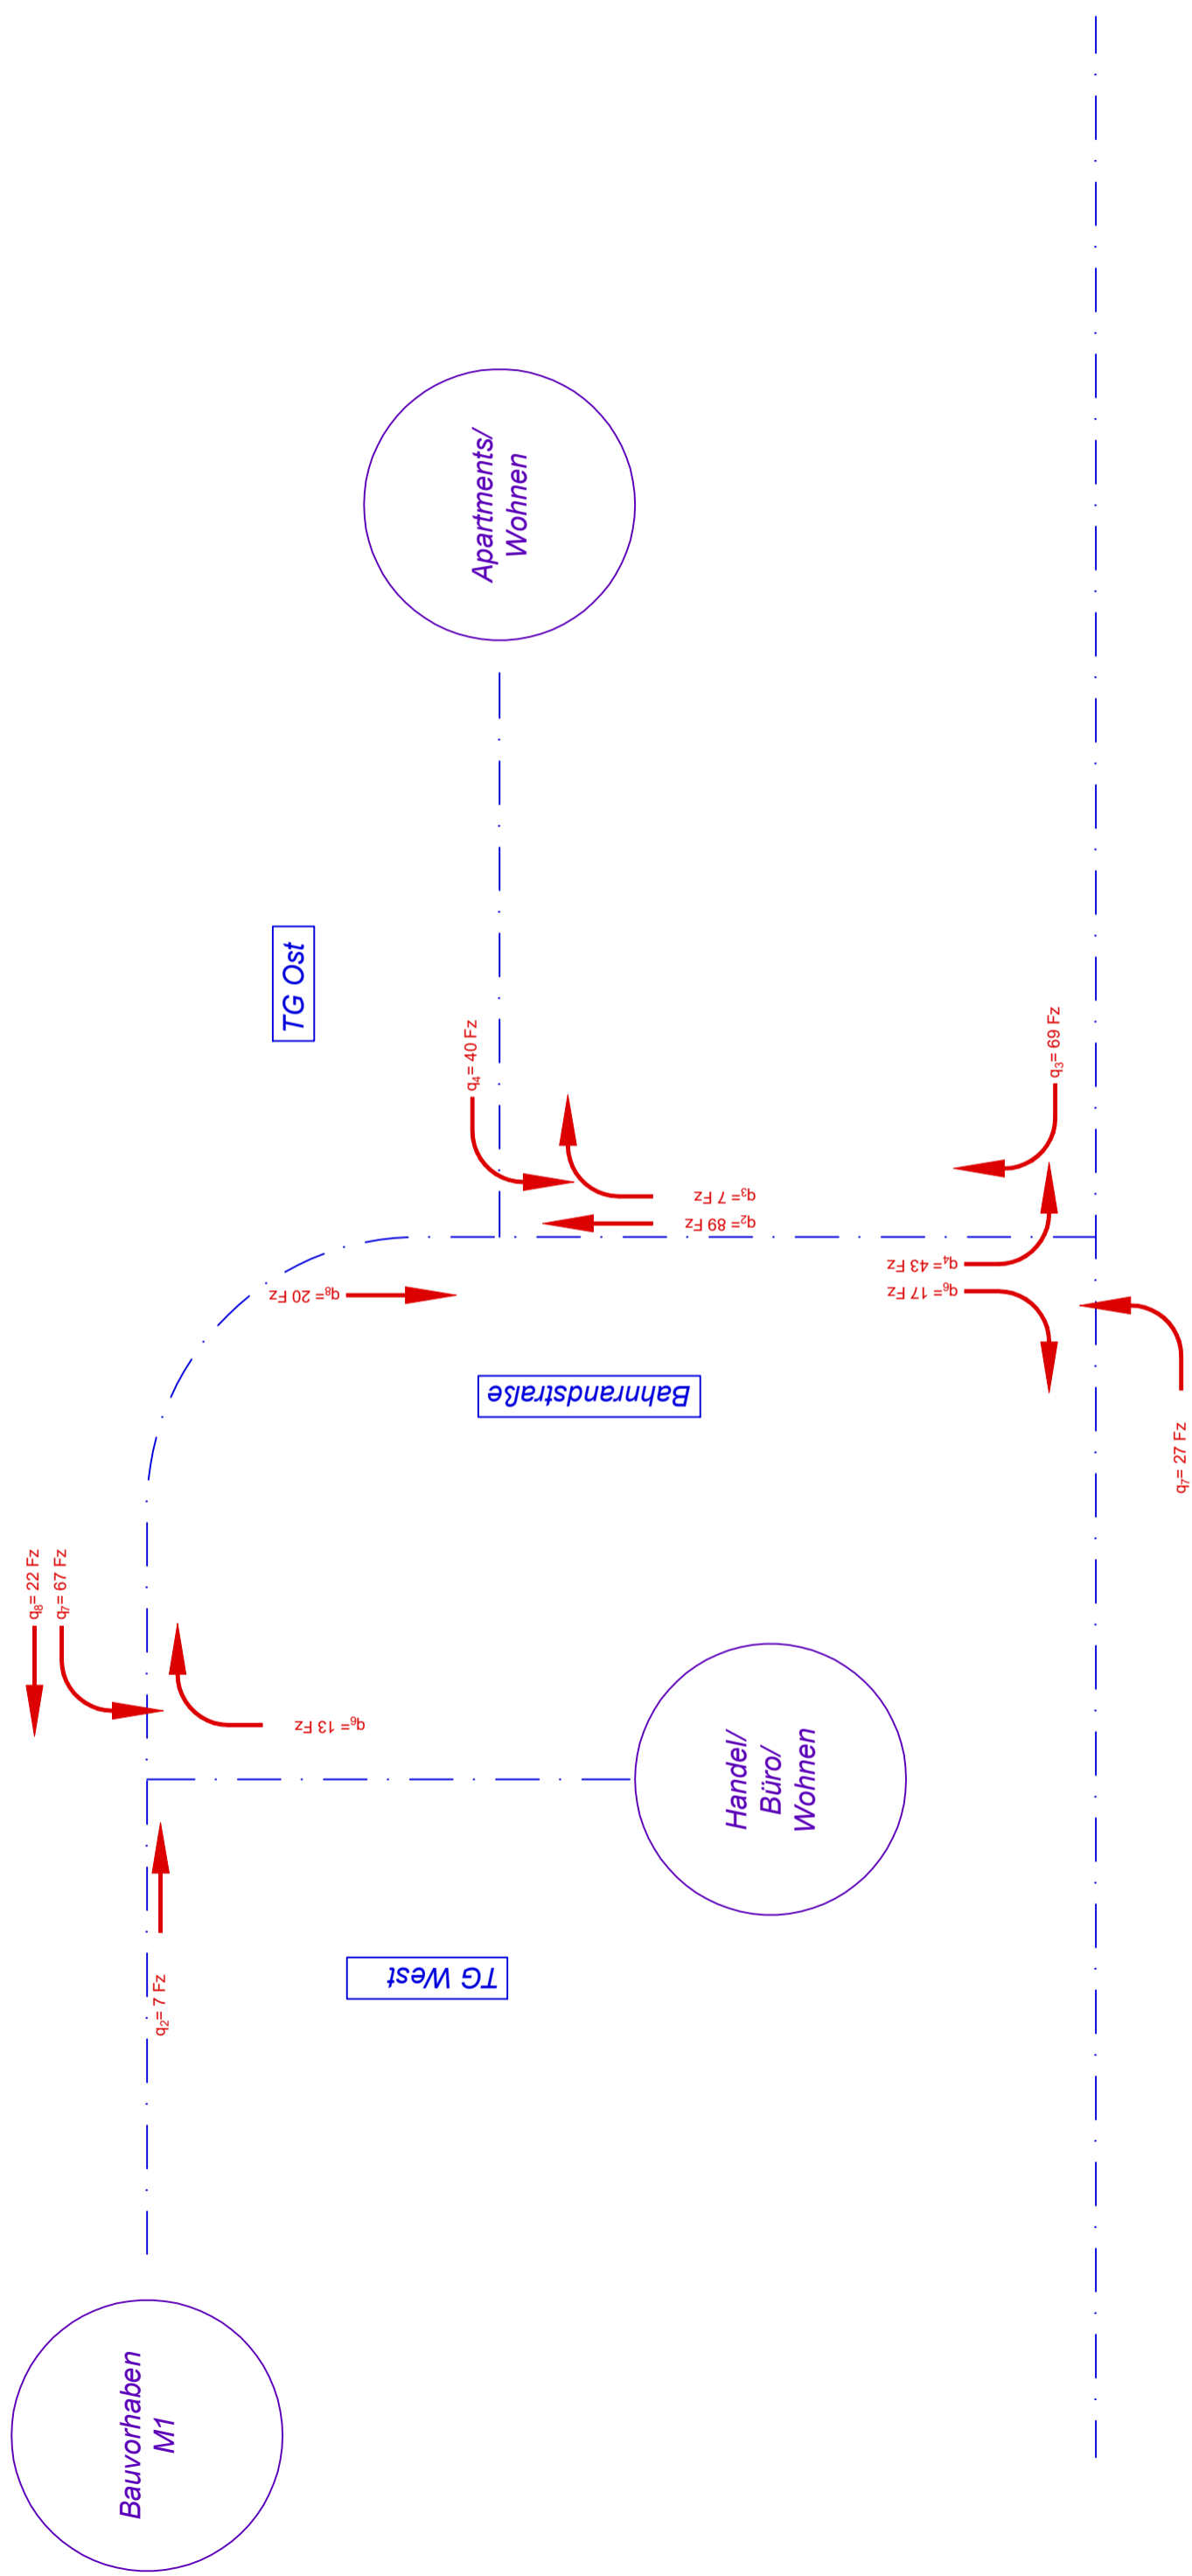 Apartments/
Wohnen
TG Ost
q4= 40 Fz
q3= 7 Fz
q2= 89 Fz
q3= 69 Fz
q4= 43 Fz
q6= 17 Fz
q8= 20 Fz
Bahnrandstraße
q7= 27 Fz
q8= 22 Fz
q7= 67 Fz
q6= 13 Fz
Handel/
Büro/
Wohnen
q2= 7 Fz
TG West
Bauvorhaben
M1